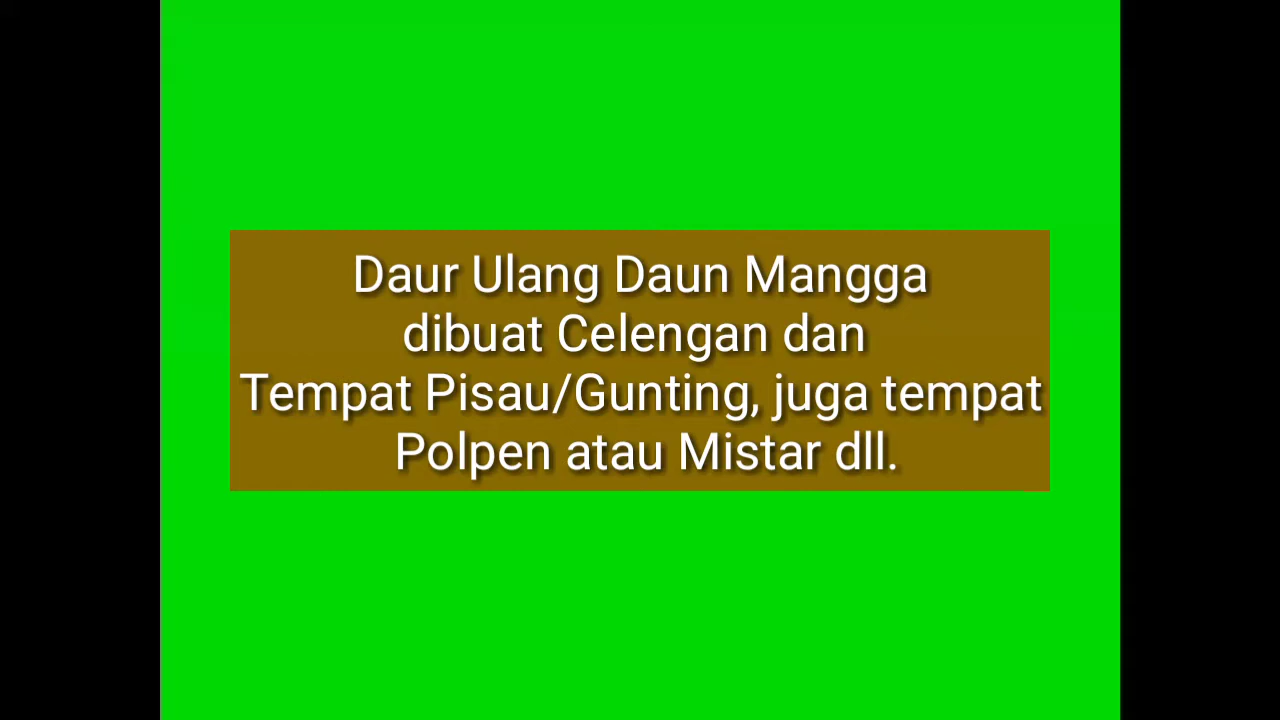 Daur Ulang Daun Mangga
dibuat Celengan dan
Tempat Pisau/Gunting, juga tempat
Polpen atau Mistar dll.